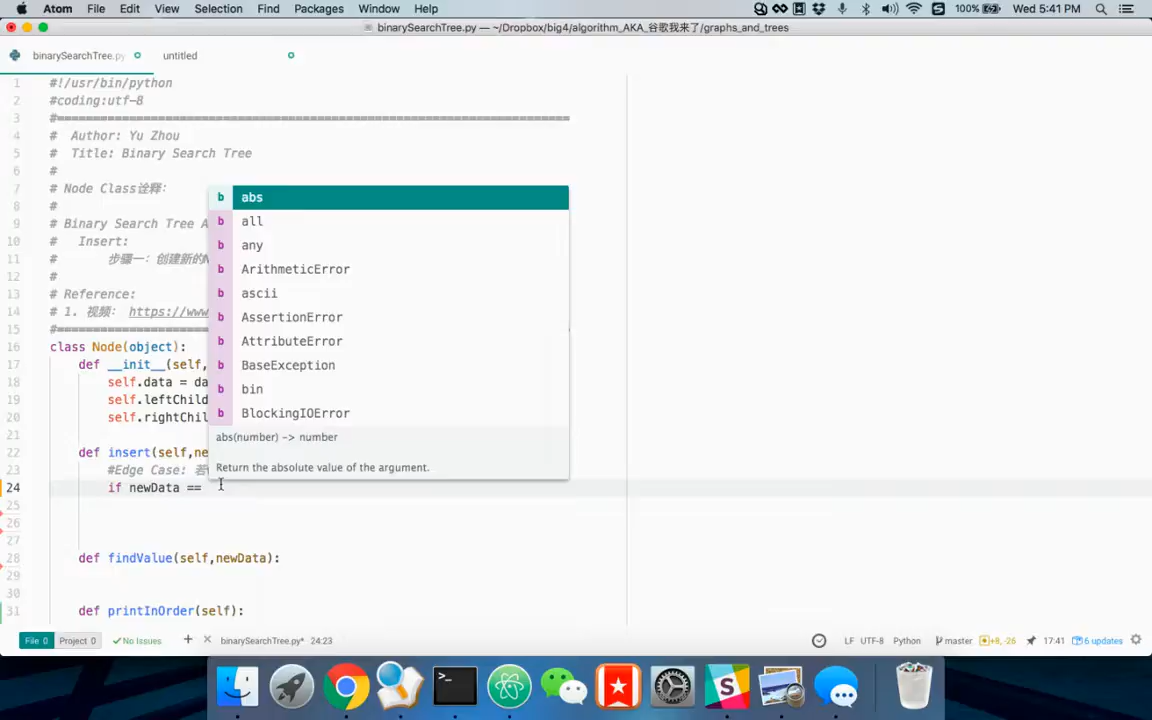 Atom File Edit View Selection Find Packages Window Help 100% Wed 5:41 PM
binarySearchTree.py — ~/Dropbox/big4/algorithm_AKA_谷歌我来了/graphs_and_trees
binarySearchTree.py untitled
1 #!/usr/bin/python
2 #coding:utf-8
3 #=======================================================================
4 # Author: Yu Zhou
5 # Title: Binary Search Tree
6 #
7 # Node Class诠释:
8 #
9 # Binary Search Tree A
10 # Insert:
11 # 步骤一: 创建新的N
12 #
13 # Reference:
14 # 1. 视频: https://www
15 #=====================
16 class Node(object):
17 def __init__(self,
18 self.data = da
19 self.leftChild
20 self.rightChil
21
22 def insert(self,ne
23 #Edge Case: 若
24 if newData ==
25
26
27
28 def findValue(self,newData):
29
30
31 def printInOrder(self):
b abs
b all
b any
b ArithmeticError
b ascii
b AssertionError
b AttributeError
b BaseException
b bin
b BlockingIOError
abs(number) -> number
Return the absolute value of the argument.
File 0 Project 0 No Issues + × binarySearchTree.py* 24:23 LF UTF-8 Python master +8, -26 17:41 6 updates